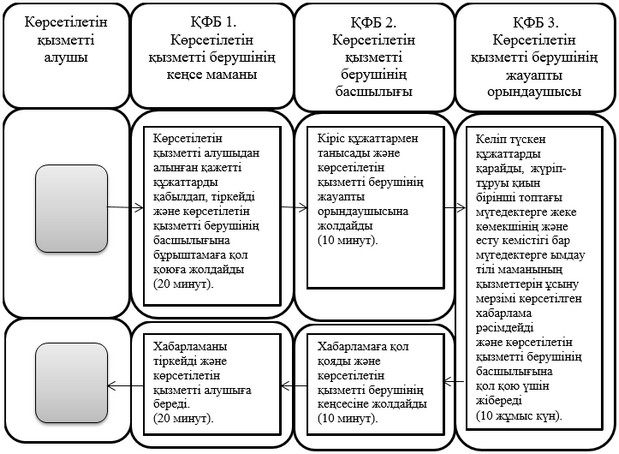 Көрсетілетін
қызметті
алушы
ҚФБ 1.
Көрсетілетін
қызметті берушінің
кеңсе маманы
ҚФБ 2.
Көрсетілетін
қызметті
берушінің
басшылығы
ҚФБ 3.
Көрсетілетін
қызметті берушінің
жауапты
орындаушысы
Көрсетілетін
қызметті алушыдан
алынған қажетті
құжаттарды
қабылдап, тіркейді
және көрсетілетін
қызметті берушінің
басшылығына
бұрыштамаға қол
қоюға жолдайды
(20 минут).
Кіріс құжаттармен
танысады және
көрсетілетін
қызметті берушінің
жауапты
орындаушысына
жолдайды
(10 минут).
Келіп түскен
құжаттарды
қарайды, жүріп-
тұруы қиын
бірінші топтағы
мүгедектерге жеке
көмекшінің және
есту кемістігі бар
мүгедектерге ымдау
тілі маманының
қызметтерін ұсыну
мерзімі көрсетілген
хабарлама
рәсімдейді
және көрсетілетін
қызметті берушінің
басшылығына
қол қою үшін
жібереді
(10 жұмыс күн).
Хабарламаны
тіркейді және
көрсетілетін
қызметті алушыға
береді.
(20 минут).
Хабарламаға қол
қояды және
көрсетілетін
қызметті берушінің
кеңсесіне жолдайды
(10 минут).